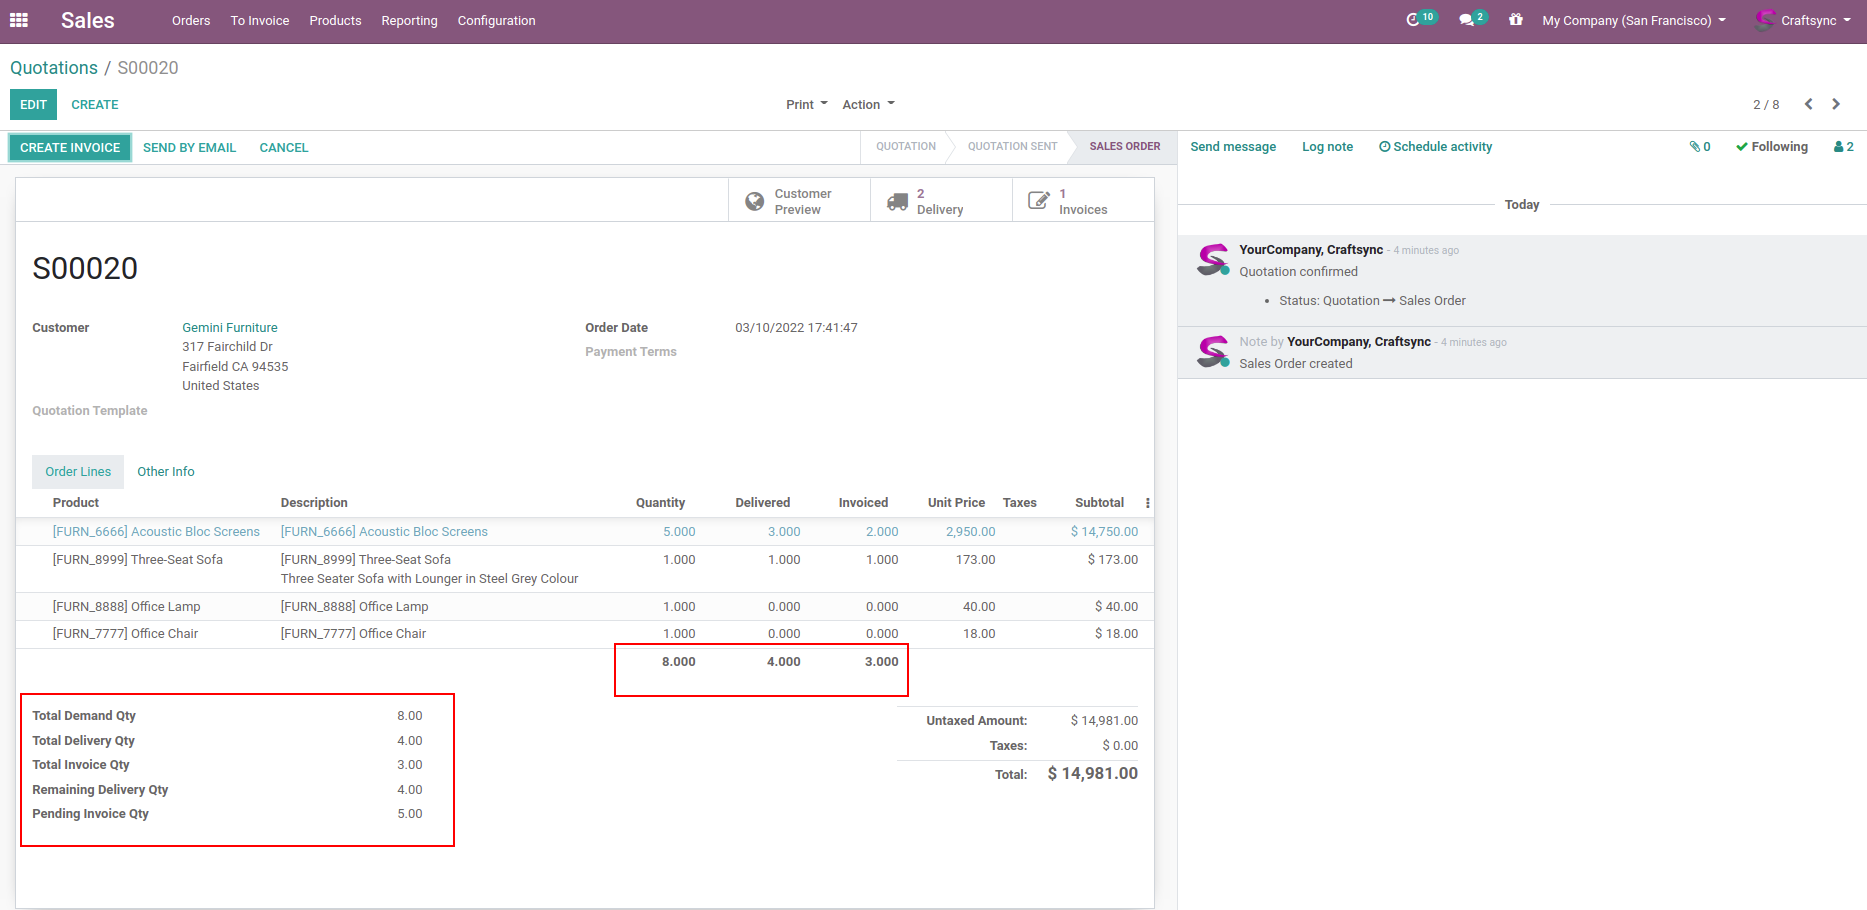 Sales
Orders To Invoice Products Reporting Configuration
10 2 My Company (San Francisco) Craftsync
Quotations / S00020
EDIT CREATE
Print Action
2 / 8
CREATE INVOICE SEND BY EMAIL CANCEL
QUOTATION QUOTATION SENT SALES ORDER
Customer Preview
2 Delivery
1 Invoices
S00020
Customer Gemini Furniture
317 Fairchild Dr
Fairfield CA 94535
United States
Quotation Template
Order Date 03/10/2022 17:41:47
Payment Terms
Order Lines Other Info
Product Description Quantity Delivered Invoiced Unit Price Taxes Subtotal
[FURN_6666] Acoustic Bloc Screens [FURN_6666] Acoustic Bloc Screens 5.000 3.000 2.000 2,950.00 $ 14,750.00
[FURN_8999] Three-Seat Sofa [FURN_8999] Three-Seat Sofa 1.000 1.000 1.000 173.00 $ 173.00
Three Seater Sofa with Lounger in Steel Grey Colour
[FURN_8888] Office Lamp [FURN_8888] Office Lamp 1.000 0.000 0.000 40.00 $ 40.00
[FURN_7777] Office Chair [FURN_7777] Office Chair 1.000 0.000 0.000 18.00 $ 18.00
8.000 4.000 3.000
Total Demand Qty 8.00
Total Delivery Qty 4.00
Total Invoice Qty 3.00
Remaining Delivery Qty 4.00
Pending Invoice Qty 5.00
Untaxed Amount: $ 14,981.00
Taxes: $ 0.00
Total: $ 14,981.00
Send message Log note Schedule activity 0 Following 2
Today
YourCompany, Craftsync - 4 minutes ago
Quotation confirmed
• Status: Quotation → Sales Order
Note by YourCompany, Craftsync - 4 minutes ago
Sales Order created